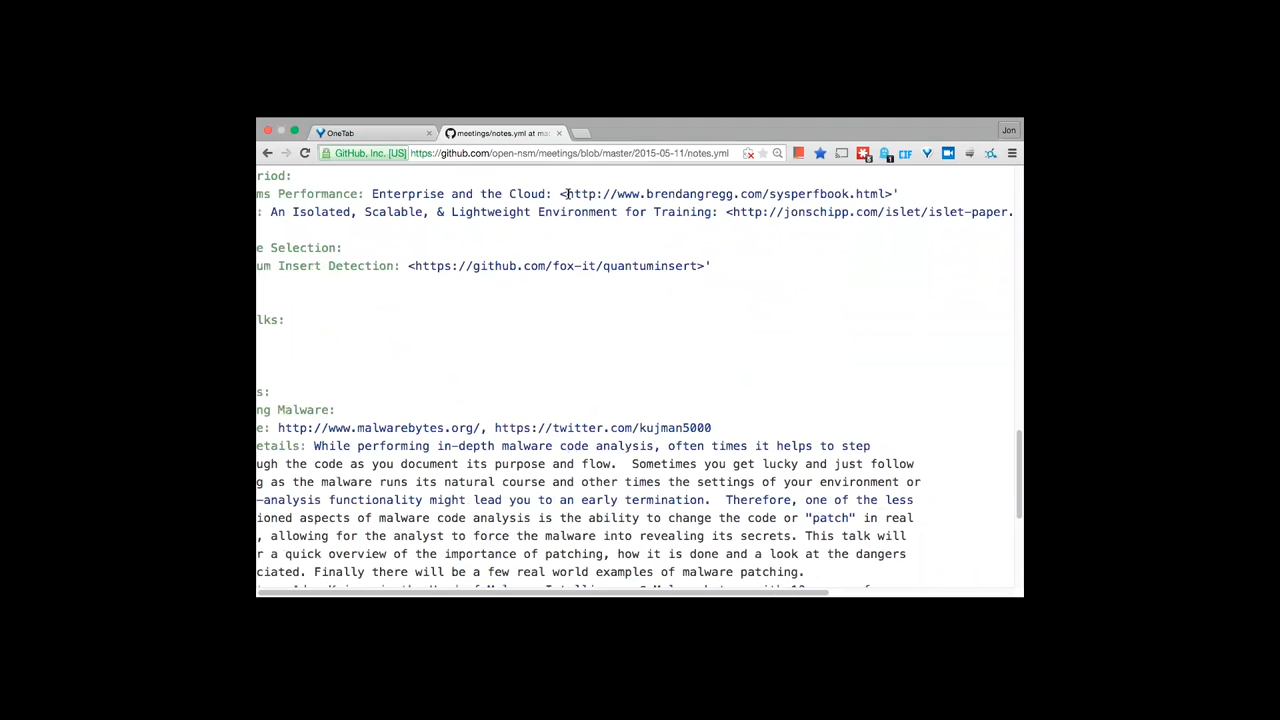 OneTab
meetings/notes.yml at ma
Jon
GitHub, Inc. [US] https://github.com/open-nsm/meetings/blob/master/2015-05-11/notes.yml
CIF
riod:
ms Performance: Enterprise and the Cloud: <http://www.brendangregg.com/sysperfbook.html>'
: An Isolated, Scalable, & Lightweight Environment for Training: <http://jonschipp.com/islet/islet-paper.
e Selection:
um Insert Detection: <https://github.com/fox-it/quantuminsert>'
lks:
s:
ng Malware:
e: http://www.malwarebytes.org/, https://twitter.com/kujman5000
etails: While performing in-depth malware code analysis, often times it helps to step
ugh the code as you document its purpose and flow.  Sometimes you get lucky and just follow
g as the malware runs its natural course and other times the settings of your environment or
-analysis functionality might lead you to an early termination.  Therefore, one of the less
ioned aspects of malware code analysis is the ability to change the code or "patch" in real
, allowing for the analyst to force the malware into revealing its secrets. This talk will
r a quick overview of the importance of patching, how it is done and a look at the dangers
ciated. Finally there will be a few real world examples of malware patching.